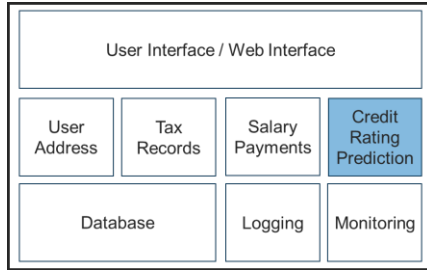 User Interface / Web Interface
User
Address
Tax
Records
Salary
Payments
Credit
Rating
Prediction
Database
Logging
Monitoring